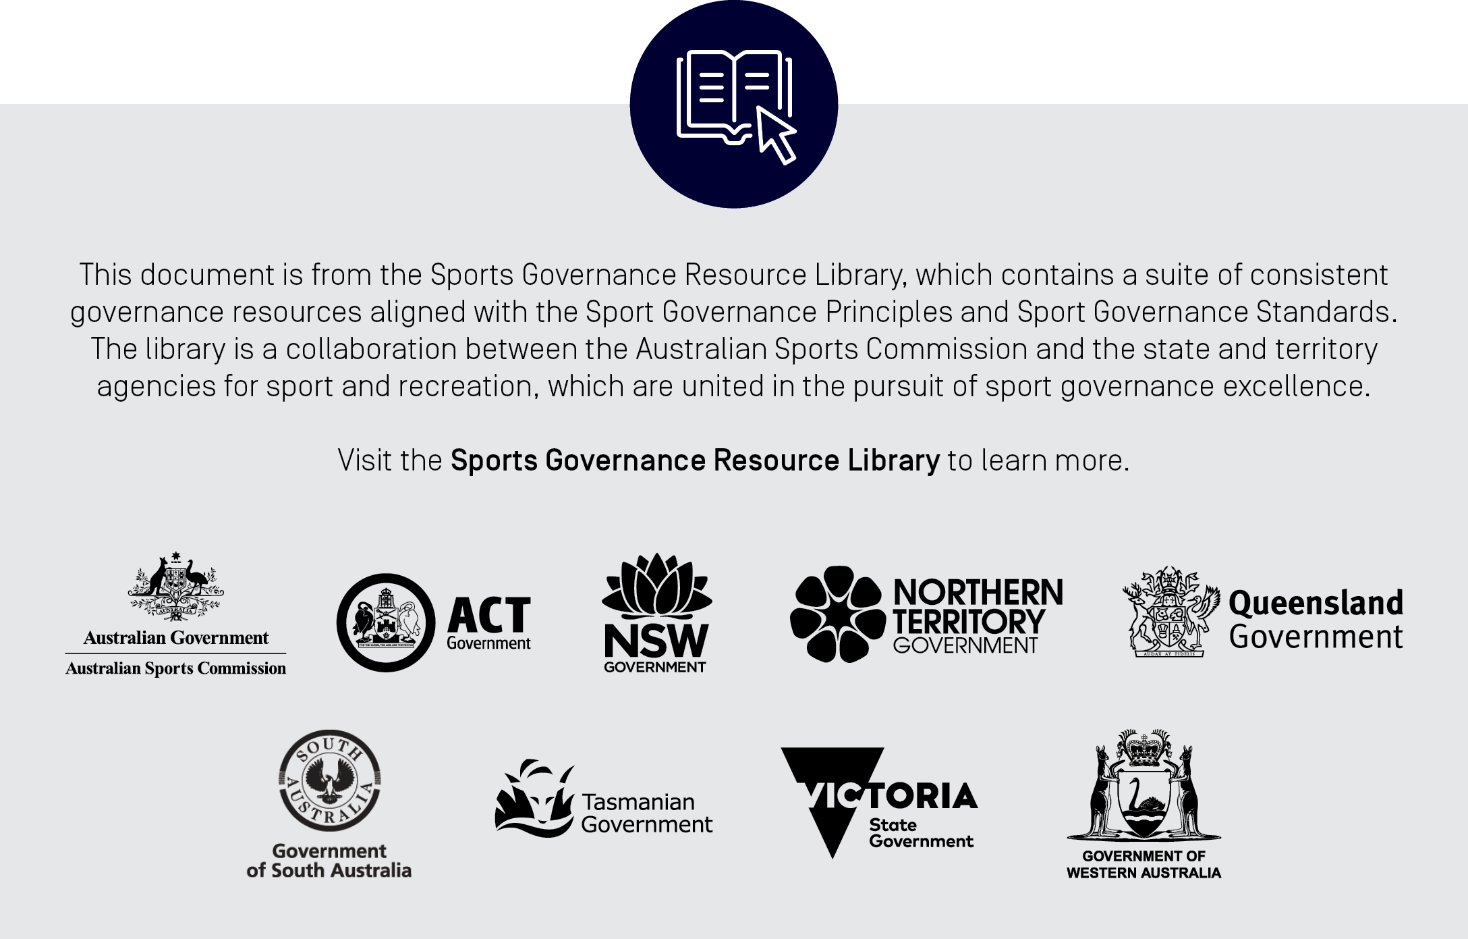 This document is from the Sports Governance Resource Library, which contains a suite of consistent
governance resources aligned with the Sport Governance Principles and Sport Governance Standards.
The library is a collaboration between the Australian Sports Commission and the state and territory
agencies for sport and recreation, which are united in the pursuit of sport governance excellence.
Visit the Sports Governance Resource Library to learn more.
AUSTRALIA
Australian Government
Australian Sports Commission
ACT
Government
NSW
GOVERNMENT
NORTHERN
TERRITORY
GOVERNMENT
AUDAX AT FIDELIS
Queensland
Government
SOUTH
AUSTRALIA
Government
of South Australia
Tasmanian
Government
VICTORIA
State
Government
GOVERNMENT OF
WESTERN AUSTRALIA